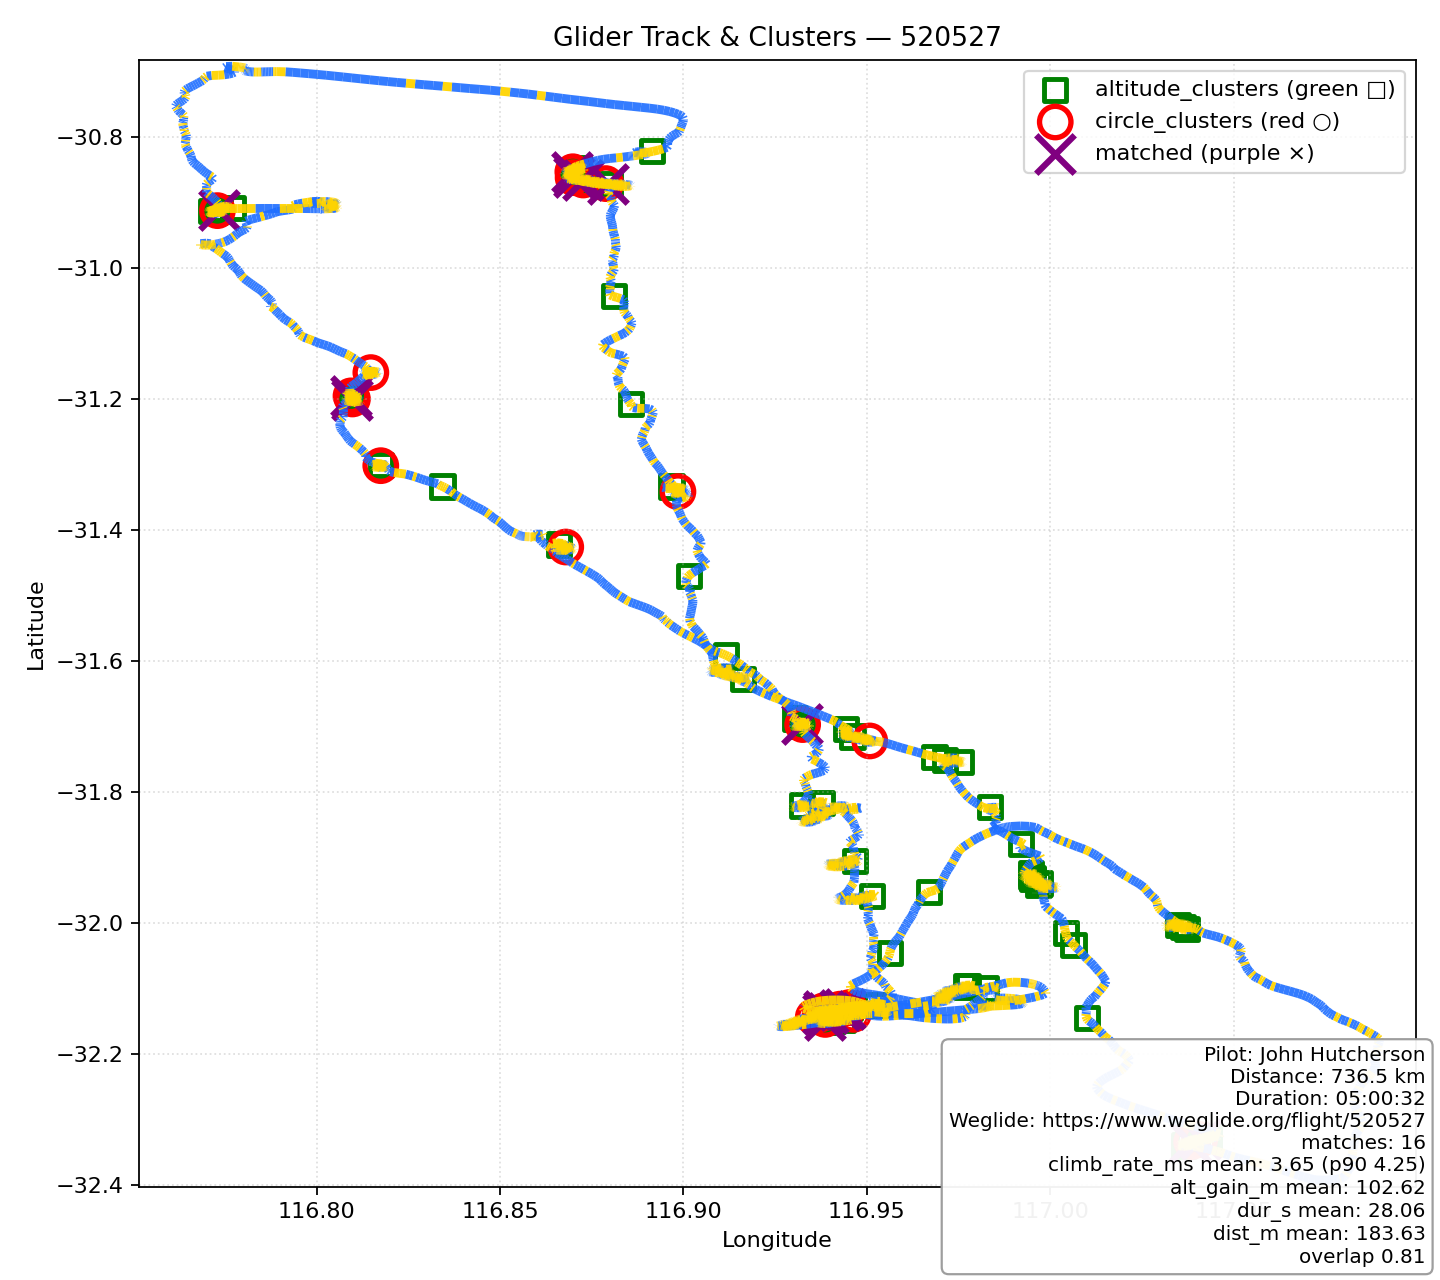 Glider Track & Clusters — 520527
altitude_clusters (green □)
circle_clusters (red ○)
matched (purple ×)
Latitude
−30.8
−31.0
−31.2
−31.4
−31.6
−31.8
−32.0
−32.2
−32.4
116.80
116.85
116.90
116.95
117.00
Longitude
Pilot: John Hutcherson
Distance: 736.5 km
Duration: 05:00:32
Weglide: https://www.weglide.org/flight/520527
matches: 16
climb_rate_ms mean: 3.65 (p90 4.25)
alt_gain_m mean: 102.62
dur_s mean: 28.06
dist_m mean: 183.63
overlap 0.81